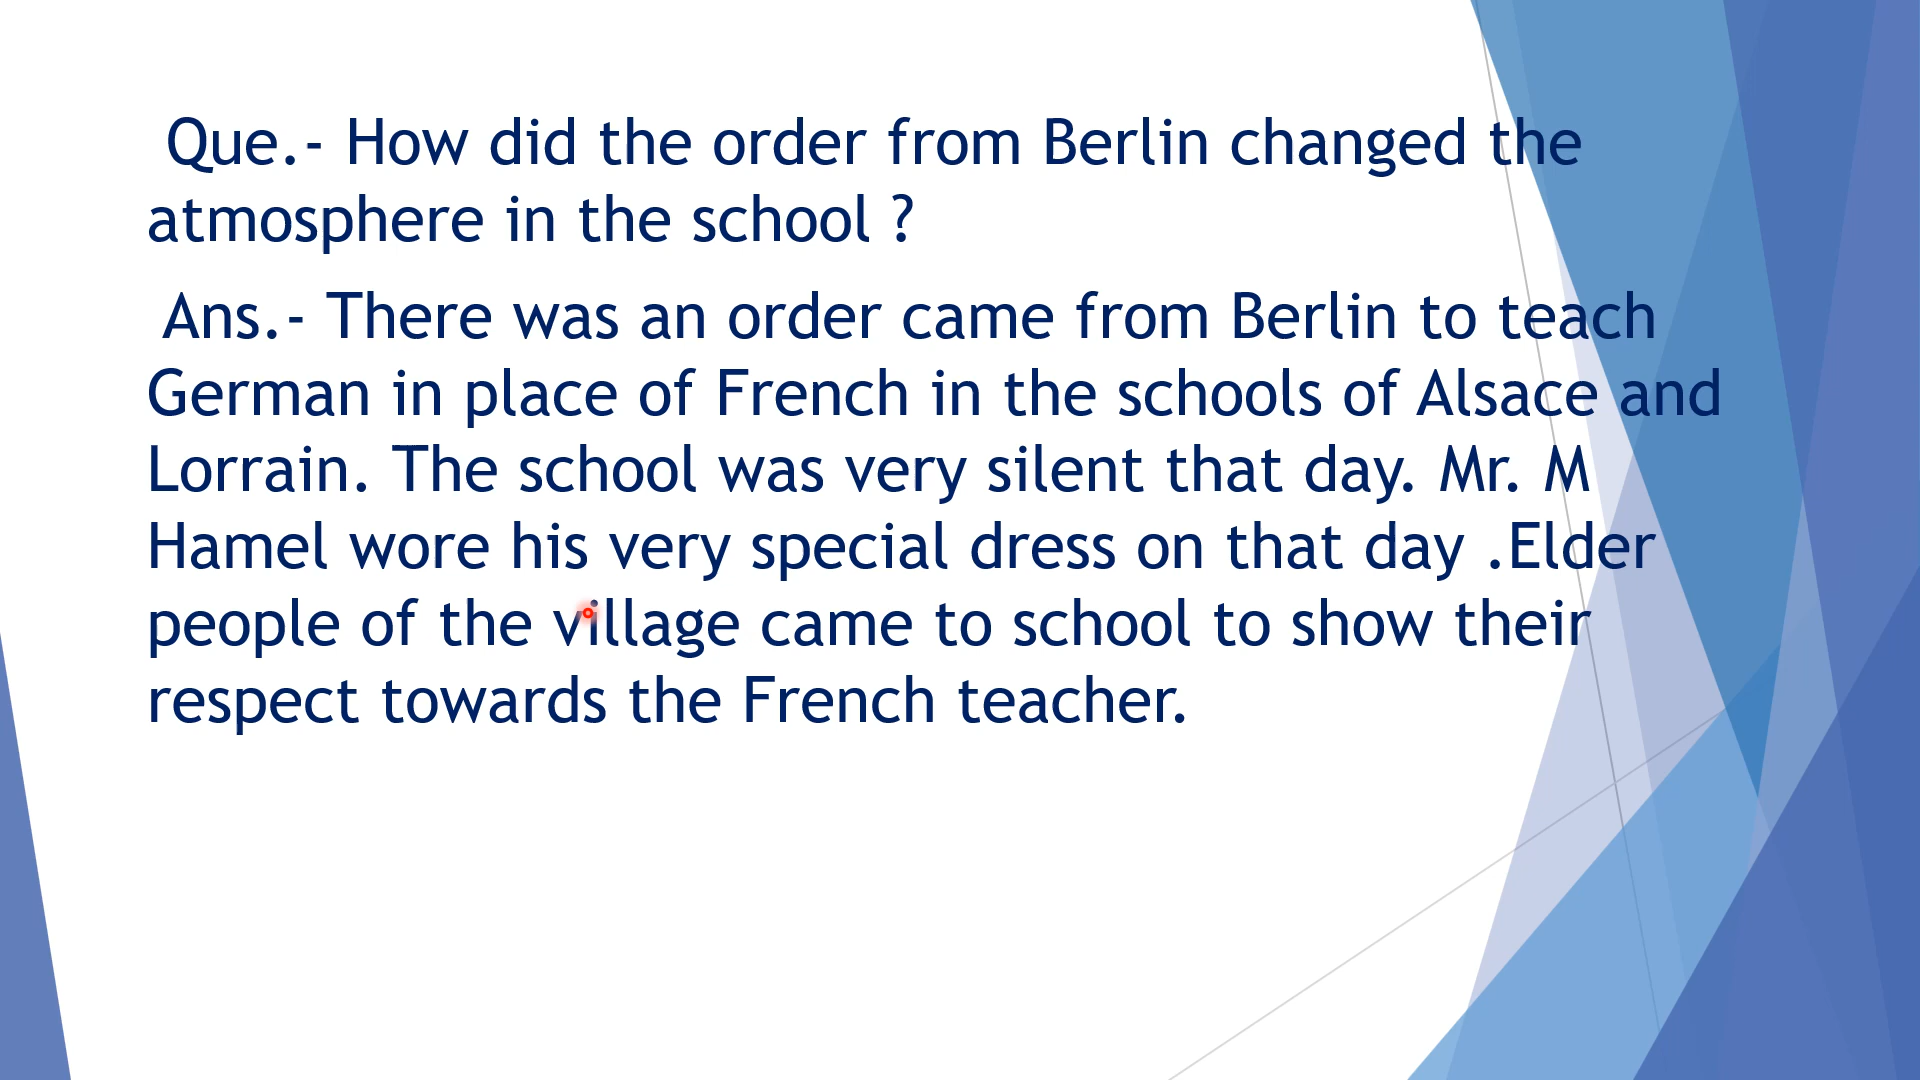 Que.- How did the order from Berlin changed the
atmosphere in the school ?
Ans.- There was an order came from Berlin to teach
German in place of French in the schools of Alsace and
Lorrain. The school was very silent that day. Mr. M
Hamel wore his very special dress on that day .Elder
people of the village came to school to show their
respect towards the French teacher.